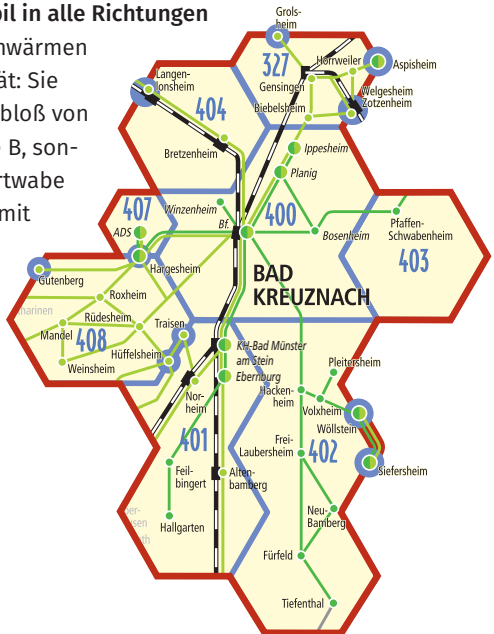 bil in alle Richtungen
nwärmen
ät: Sie
bloß von
e B, son-
rtwabe
mit
Grols-
heim
327
Horrweiler
Aspisheim
Gensingen
Welgesheim
Zotzenheim
Biebelsheim
Langen-
lonsheim
404
Bretzenheim
Ippesheim
Planig
Winzenheim
400
407
ADS
Bf.
Bosenheim
Pfaffen-
Schwabenheim
403
Hargesheim
Gutenberg
BAD
KREUZNACH
Roxheim
Rüdesheim
Traisen
Mandel
408
Hüffelsheim
Weinsheim
KH-Bad Münster
am Stein
Ebernburg
Nor-
heim
Pleitersheim
Hacken-
heim
Volxheim
Wöllstein
401
Frei-
Laubersheim
402
Siefersheim
Feil-
bingert
Alten-
bamberg
Hallgarten
Neu-
Bamberg
Fürfeld
Tiefenthal